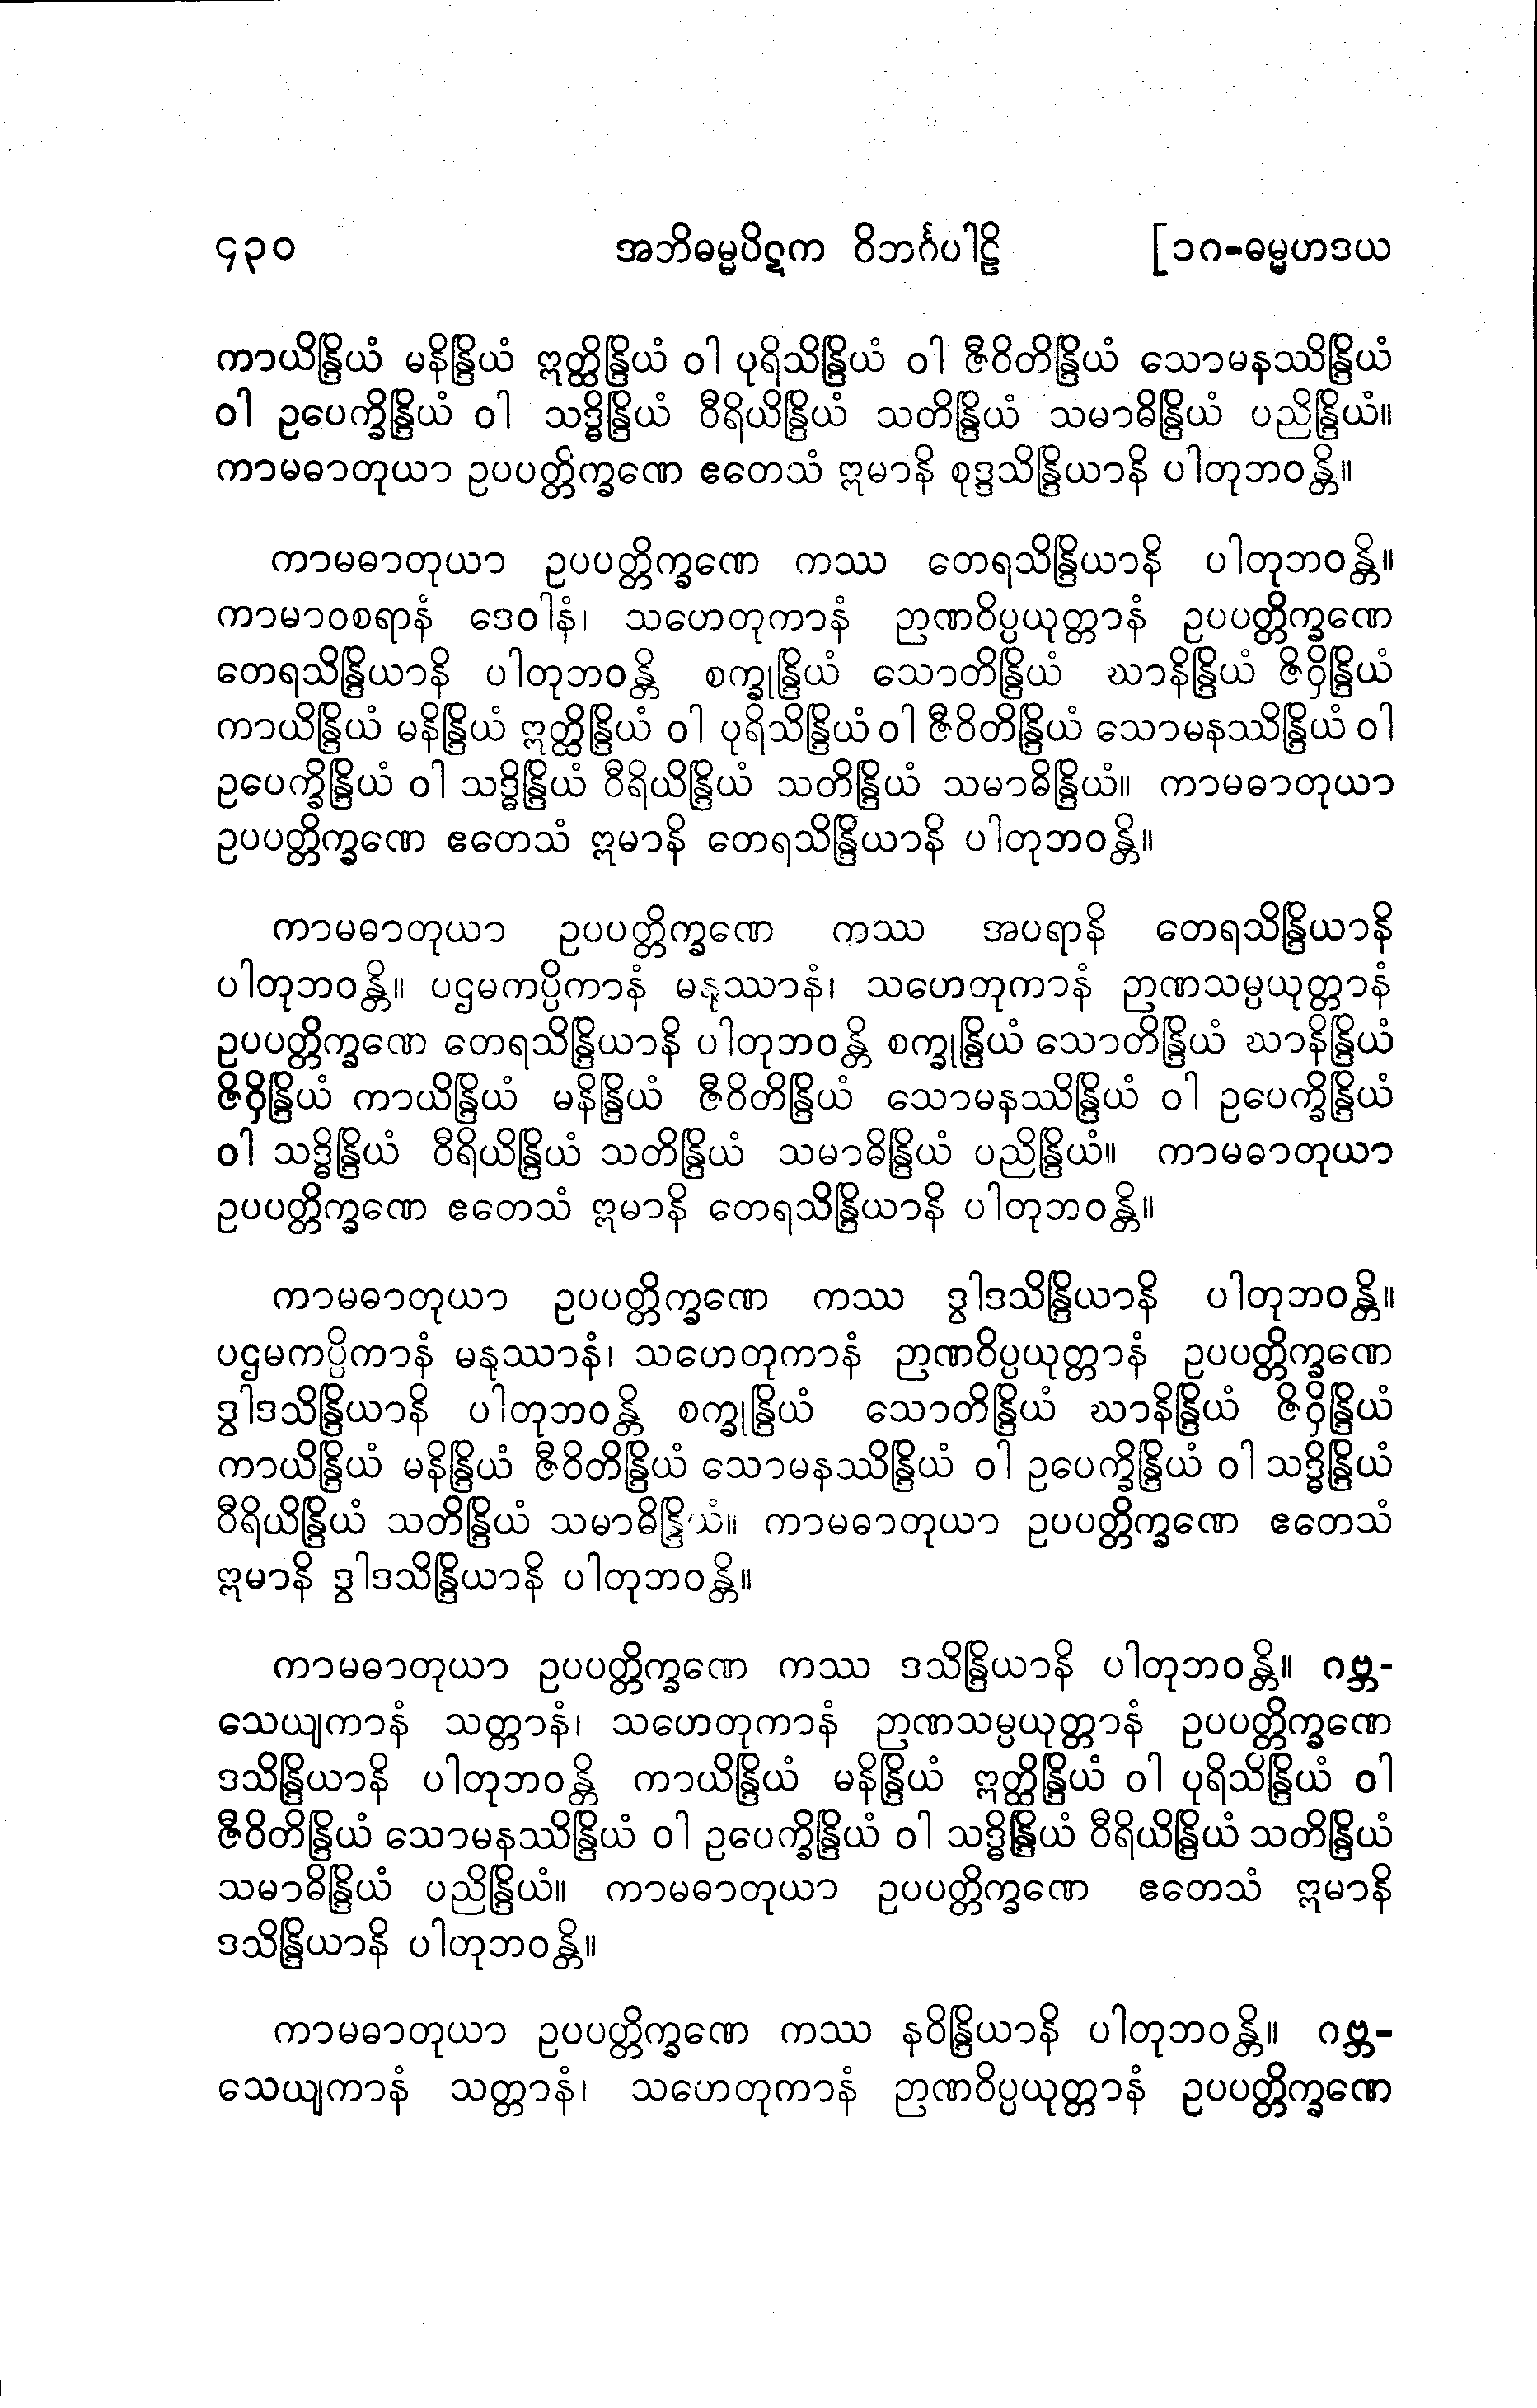 ၄၃၀ အဘိဓမ္မပိဋက ဝိဘင်္ဂပါဠိ [၁ဂ-ဓမ္မဟဒယ
ကာယိန္ဒြိယံ မနိန္ဒြိယံ ဣတ္ထိန္ဒြိယံ ဝါ ပုရိသိန္ဒြိယံ ဝါ ဇီဝိတိန္ဒြိယံ သောမနဿိန္ဒြိယံ
ဝါ ဥပေက္ခိန္ဒြိယံ ဝါ သဒ္ဓိန္ဒြိယံ ဝီရိယိန္ဒြိယံ သတိန္ဒြိယံ သမာဓိန္ဒြိယံ ပညိန္ဒြိယံ။
ကာမဓာတုယာ ဥပပတ္တိက္ခဏေ ဧတေသံ ဣမာနိ စုဒ္ဒသိန္ဒြိယာနိ ပါတုဘဝန္တိ။
ကာမဓာတုယာ ဥပပတ္တိက္ခဏေ ကဿ တေရသိန္ဒြိယာနိ ပါတုဘဝန္တိ။
ကာမာဝစရာနံ ဒေဝါနံ၊ သဟေတုကာနံ ဉာဏဝိပ္ပယုတ္တာနံ ဥပပတ္တိက္ခဏေ
တေရသိန္ဒြိယာနိ ပါတုဘဝန္တိ စက္ခုန္ဒြိယံ သောတိန္ဒြိယံ ဃာနိန္ဒြိယံ ဇိဝှိန္ဒြိယံ
ကာယိန္ဒြိယံ မနိန္ဒြိယံ ဣတ္ထိန္ဒြိယံ ဝါ ပုရိသိန္ဒြိယံ ဝါ ဇီဝိတိန္ဒြိယံ သောမနဿိန္ဒြိယံ ဝါ
ဥပေက္ခိန္ဒြိယံ ဝါ သဒ္ဓိန္ဒြိယံ ဝီရိယိန္ဒြိယံ သတိန္ဒြိယံ သမာဓိန္ဒြိယံ။ ကာမဓာတုယာ
ဥပပတ္တိက္ခဏေ ဧတေသံ ဣမာနိ တေရသိန္ဒြိယာနိ ပါတုဘဝန္တိ။
ကာမဓာတုယာ ဥပပတ္တိက္ခဏေ ကဿ အပရာနိ တေရသိန္ဒြိယာနိ
ပါတုဘဝန္တိ။ ပဌမကပ္ပိကာနံ မနုဿာနံ၊ သဟေတုကာနံ ဉာဏသမ္ပယုတ္တာနံ
ဥပပတ္တိက္ခဏေ တေရသိန္ဒြိယာနိ ပါတုဘဝန္တိ စက္ခုန္ဒြိယံ သောတိန္ဒြိယံ ဃာနိန္ဒြိယံ
ဇိဝှိန္ဒြိယံ ကာယိန္ဒြိယံ မနိန္ဒြိယံ ဇီဝိတိန္ဒြိယံ သောမနဿိန္ဒြိယံ ဝါ ဥပေက္ခိန္ဒြိယံ
ဝါ သဒ္ဓိန္ဒြိယံ ဝီရိယိန္ဒြိယံ သတိန္ဒြိယံ သမာဓိန္ဒြိယံ ပညိန္ဒြိယံ။ ကာမဓာတုယာ
ဥပပတ္တိက္ခဏေ ဧတေသံ ဣမာနိ တေရသိန္ဒြိယာနိ ပါတုဘဝန္တိ။
ကာမဓာတုယာ ဥပပတ္တိက္ခဏေ ကဿ ဒွါဒသိန္ဒြိယာနိ ပါတုဘဝန္တိ။
ပဌမကပ္ပိကာနံ မနုဿာနံ၊ သဟေတုကာနံ ဉာဏဝိပ္ပယုတ္တာနံ ဥပပတ္တိက္ခဏေ
ဒွါဒသိန္ဒြိယာနိ ပါတုဘဝန္တိ စက္ခုန္ဒြိယံ သောတိန္ဒြိယံ ဃာနိန္ဒြိယံ ဇိဝှိန္ဒြိယံ
ကာယိန္ဒြိယံ မနိန္ဒြိယံ ဇီဝိတိန္ဒြိယံ သောမနဿိန္ဒြိယံ ဝါ ဥပေက္ခိန္ဒြိယံ ဝါ သဒ္ဓိန္ဒြိယံ
ဝီရိယိန္ဒြိယံ သတိန္ဒြိယံ သမာဓိန္ဒြိယံ။ ကာမဓာတုယာ ဥပပတ္တိက္ခဏေ ဧတေသံ
ဣမာနိ ဒွါဒသိန္ဒြိယာနိ ပါတုဘဝန္တိ။
ကာမဓာတုယာ ဥပပတ္တိက္ခဏေ ကဿ ဒသိန္ဒြိယာနိ ပါတုဘဝန္တိ။ ဂဗ္ဘ-
သေယျကာနံ သတ္တာနံ၊ သဟေတုကာနံ ဉာဏသမ္ပယုတ္တာနံ ဥပပတ္တိက္ခဏေ
ဒသိန္ဒြိယာနိ ပါတုဘဝန္တိ ကာယိန္ဒြိယံ မနိန္ဒြိယံ ဣတ္ထိန္ဒြိယံ ဝါ ပုရိသိန္ဒြိယံ ဝါ
ဇီဝိတိန္ဒြိယံ သောမနဿိန္ဒြိယံ ဝါ ဥပေက္ခိန္ဒြိယံ ဝါ သဒ္ဓိန္ဒြိယံ ဝီရိယိန္ဒြိယံ သတိန္ဒြိယံ
သမာဓိန္ဒြိယံ ပညိန္ဒြိယံ။ ကာမဓာတုယာ ဥပပတ္တိက္ခဏေ ဧတေသံ ဣမာနိ
ဒသိန္ဒြိယာနိ ပါတုဘဝန္တိ။
ကာမဓာတုယာ ဥပပတ္တိက္ခဏေ ကဿ နဝိန္ဒြိယာနိ ပါတုဘဝန္တိ။ ဂဗ္ဘ-
သေယျကာနံ သတ္တာနံ၊ သဟေတုကာနံ ဉာဏဝိပ္ပယုတ္တာနံ ဥပပတ္တိက္ခဏေ